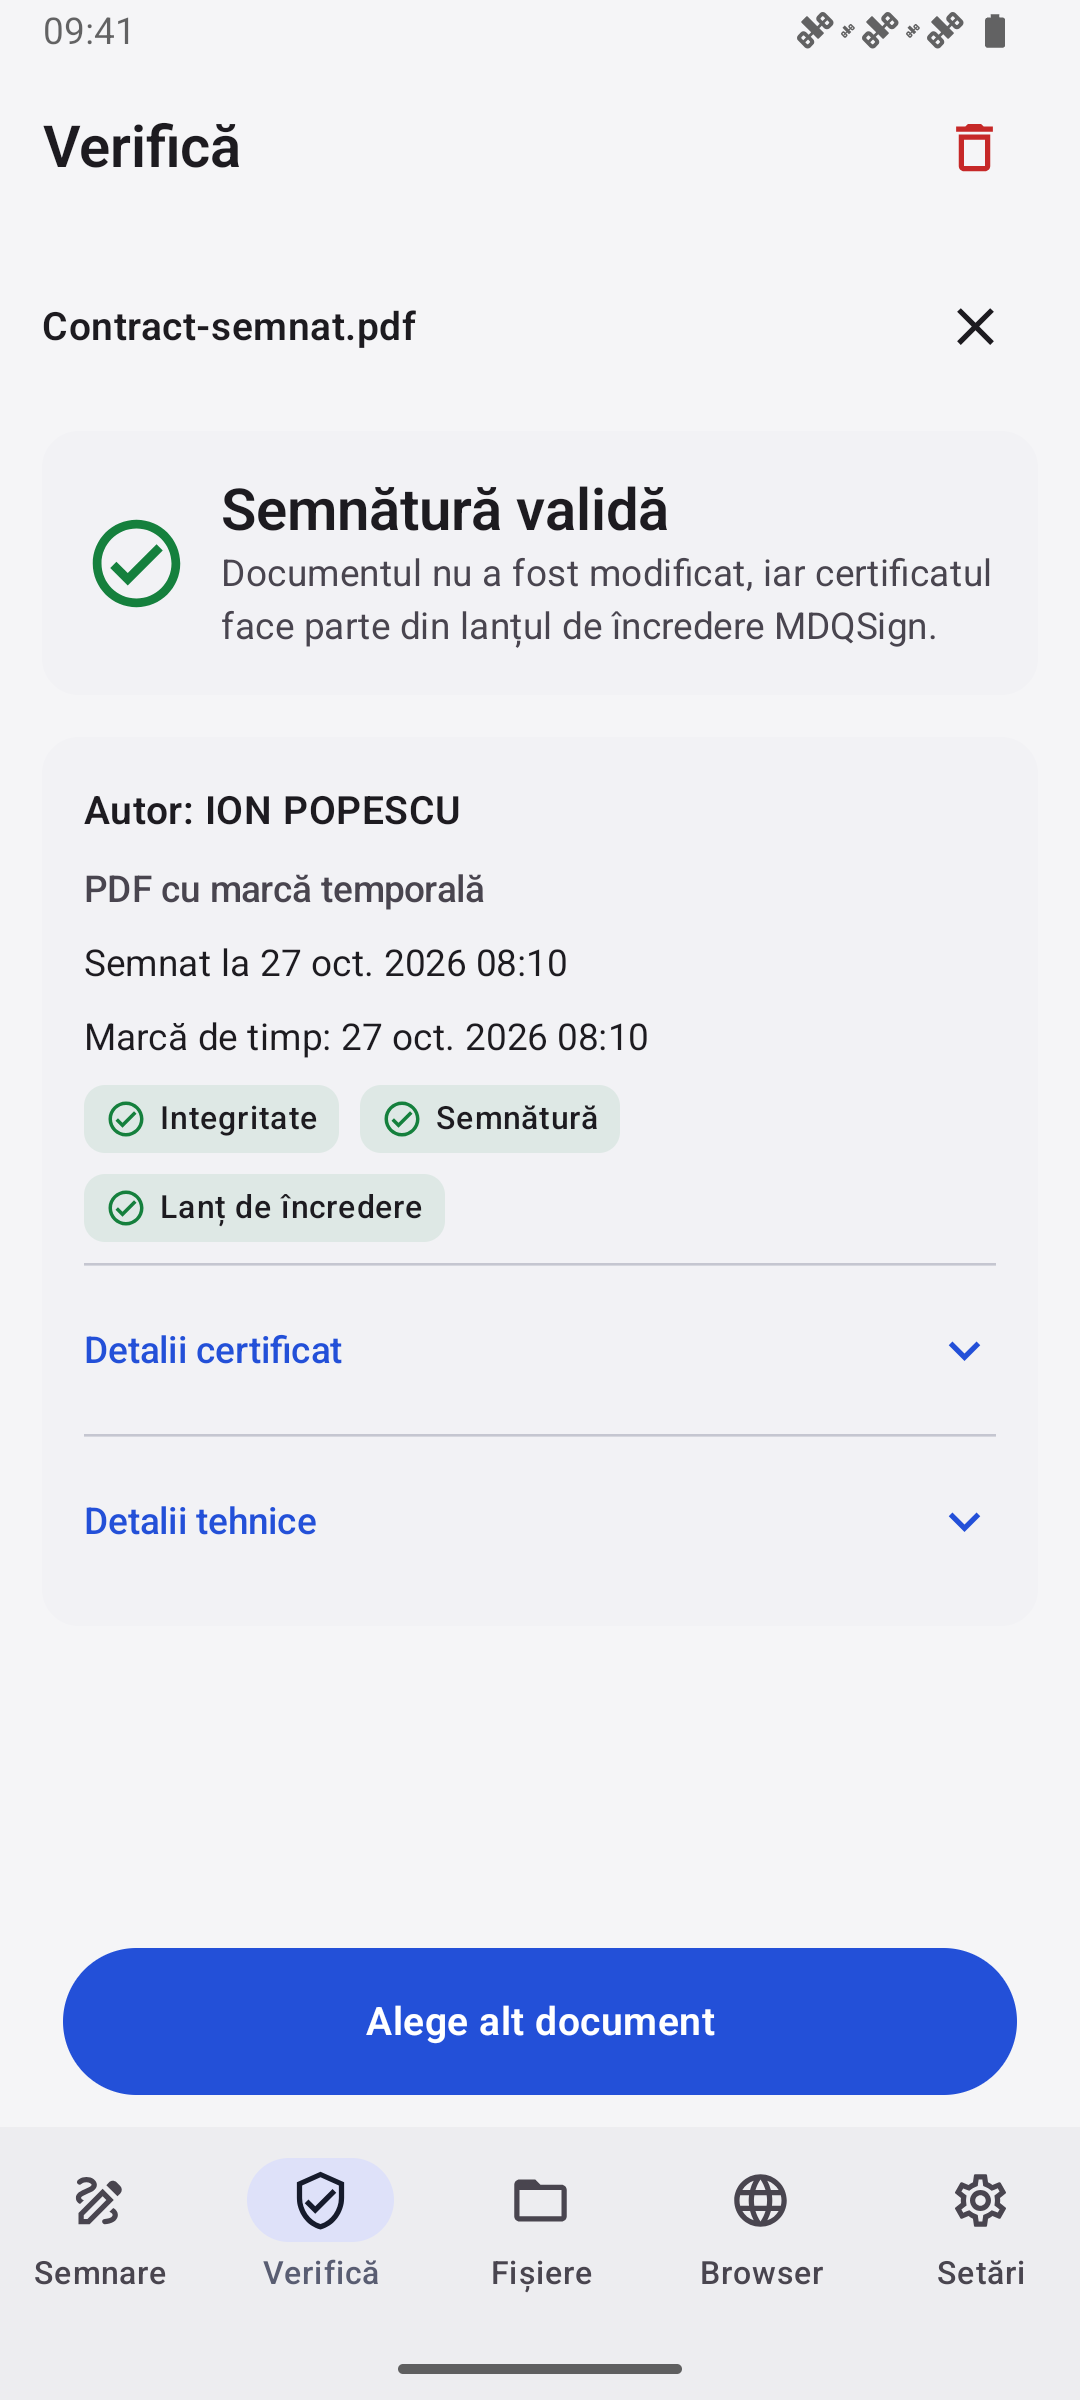 09:41
Verifică
Contract-semnat.pdf
Semnătură validă
Documentul nu a fost modificat, iar certificatul
face parte din lanțul de încredere MDQSign.
Autor: ION POPESCU
PDF cu marcă temporală
Semnat la 27 oct. 2026 08:10
Marcă de timp: 27 oct. 2026 08:10
Integritate
Semnătură
Lanț de încredere
Detalii certificat
Detalii tehnice
Alege alt document
Semnare
Verifică
Fișiere
Browser
Setări